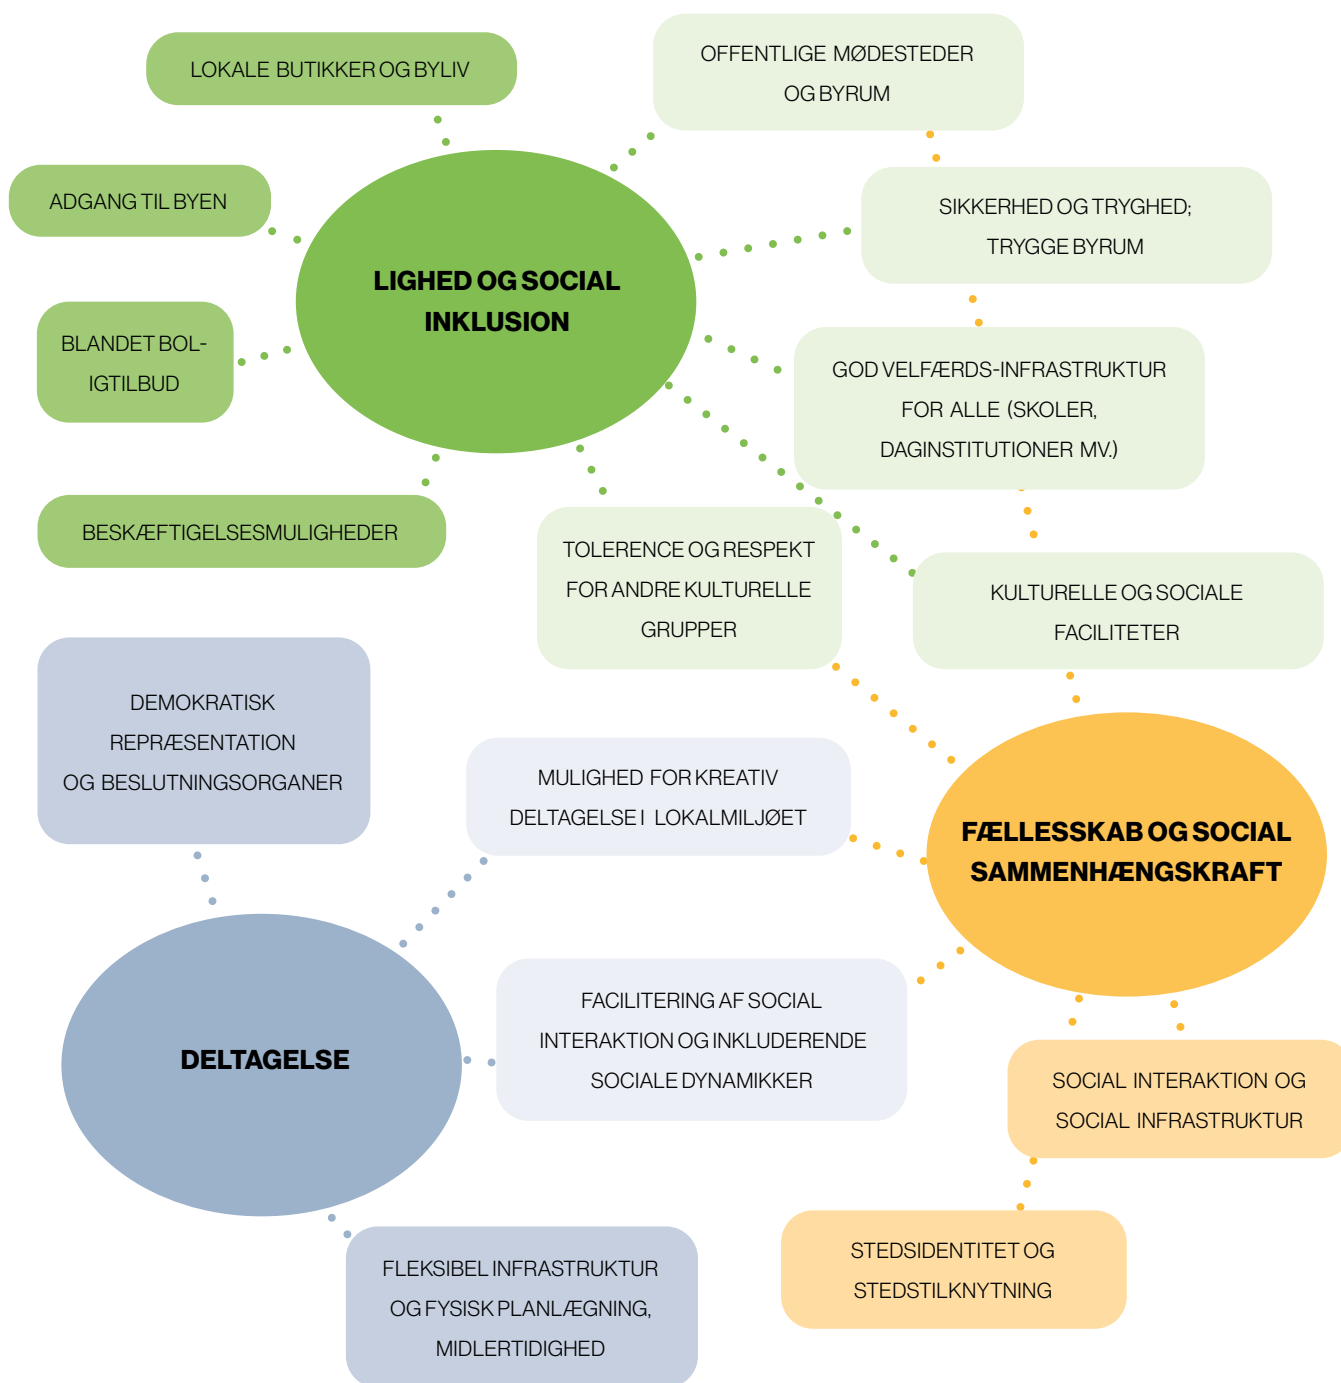 LOKALE BUTIKKER OG BYLIV
OFFENTLIGE MØDESTEDER
OG BYRUM
ADGANG TIL BYEN
SIKKERHED OG TRYGHED;
TRYGGE BYRUM
LIGHED OG SOCIAL
INKLUSION
BLANDET BOL-
IGTILBUD
GOD VELFÆRDS-INFRASTRUKTUR
FOR ALLE (SKOLER,
DAGINSTITUTIONER MV.)
BESKÆFTIGELSESMULIGHEDER
TOLERENCE OG RESPEKT
FOR ANDRE KULTURELLE
GRUPPER
KULTURELLE OG SOCIALE
FACILITETER
DEMOKRATISK
REPRÆSENTATION
OG BESLUTNINGSORGANER
MULIGHED FOR KREATIV
DELTAGELSE I LOKALMILJØET
FÆLLESSKAB OG SOCIAL
SAMMENHÆNGSKRAFT
FACILITERING AF SOCIAL
INTERAKTION OG INKLUDERENDE
SOCIALE DYNAMIKKER
DELTAGELSE
SOCIAL INTERAKTION OG
SOCIAL INFRASTRUKTUR
STEDSIDENTITET OG
STEDSTILKNYTNING
FLEKSIBEL INFRASTRUKTUR
OG FYSISK PLANLÆGNING,
MIDLERTIDIGHED